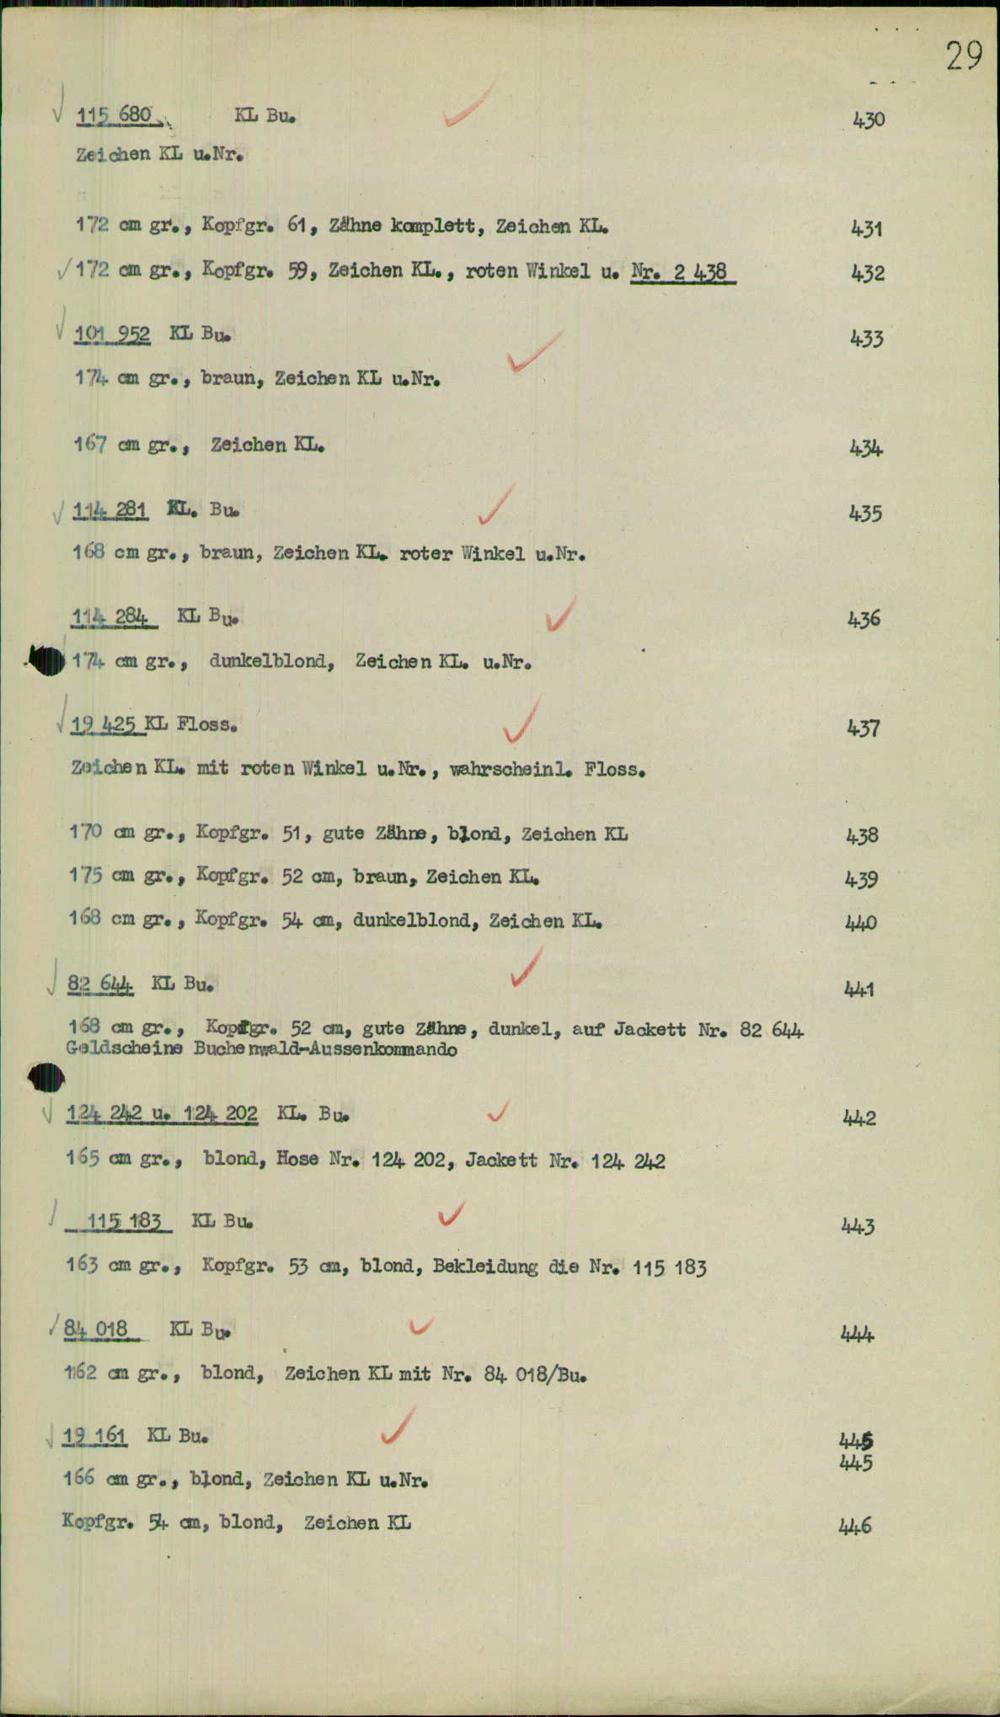 29
115 680 KL Bu. 430
Zeichen KL u.Nr.
172 cm gr., Kopfgr. 61, Zähne komplett, Zeichen KL. 431
172 cm gr., Kopfgr. 59, Zeichen KL., roten Winkel u. Nr. 2 438 432
101 952 KL Bu. 433
174 cm gr., braun, Zeichen KL u.Nr.
167 cm gr., Zeichen KL. 434
114 281 KL. Bu. 435
168 cm gr., braun, Zeichen KL. roter Winkel u.Nr.
114 284 KL Bu. 436
174 cm gr., dunkelblond, Zeichen KL. u.Nr.
19 425 KL Floss. 437
Zeichen KL. mit roten Winkel u.Nr., wahrscheinl. Floss.
170 cm gr., Kopfgr. 51, gute Zähne, blond, Zeichen KL 438
175 cm gr., Kopfgr. 52 cm, braun, Zeichen KL. 439
168 cm gr., Kopfgr. 54 cm, dunkelblond, Zeichen KL. 440
82 644 KL Bu. 441
168 cm gr., Kopfgr. 52 cm, gute Zähne, dunkel, auf Jackett Nr. 82 644
Geldscheine Buchenwald-Aussenkommando
124 242 u. 124 202 KL. Bu. 442
165 cm gr., blond, Hose Nr. 124 202, Jackett Nr. 124 242
115 183 KL Bu. 443
163 cm gr., Kopfgr. 53 cm, blond, Bekleidung die Nr. 115 183
84 018 KL Bu. 444
162 cm gr., blond, Zeichen KL mit Nr. 84 018/Bu.
19 161 KL Bu. 445
445
166 cm gr., blond, Zeichen KL u.Nr.
Kopfgr. 54 cm, blond, Zeichen KL 446